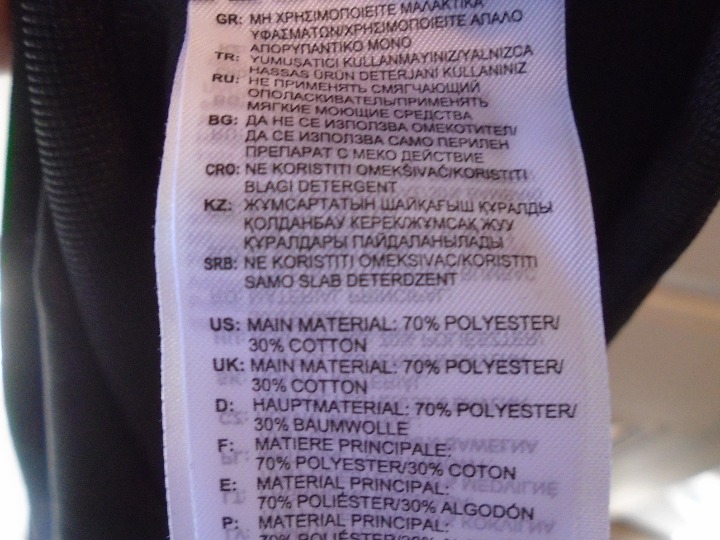 GR: ΜΗ ΧΡΗΣΙΜΟΠΟΙΕΙΤΕ ΜΑΛΑΚΤΙΚΑ
ΥΦΑΣΜΑΤΩΝ/ΧΡΗΣΙΜΟΠΟΙΕΙΤΕ ΑΠΑΛΟ
ΑΠΟΡΥΠΑΝΤΙΚΟ ΜΟΝΟ
TR: YUMUŞATICI KULLANMAYINIZ/YALNIZCA
HASSAS ÜRÜN DETERJANI KULLANINIZ
RU: НЕ ПРИМЕНЯТЬ СМЯГЧАЮЩИЙ
ОПОЛАСКИВАТЕЛЬ/ПРИМЕНЯТЬ
МЯГКИЕ МОЮЩИЕ СРЕДСТВА
BG: ДА НЕ СЕ ИЗПОЛЗВА ОМЕКОТИТЕЛ/
ДА СЕ ИЗПОЛЗВА САМО ПЕРИЛЕН
ПРЕПАРАТ С МЕКО ДЕЙСТВИЕ
CRO: NE KORISTITI OMEKŠIVAČ/KORISTITI
BLAGI DETERGENT
KZ: ЖҰМСАРТАТЫН ШАЙҚАҒЫШ ҚҰРАЛДЫ
ҚОЛДАНБАУ КЕРЕК/ЖҰМСАҚ ЖУУ
ҚҰРАЛДАРЫ ПАЙДАЛАНЫЛАДЫ
SRB: NE KORISTITI OMEKSIVAC/KORISTITI
SAMO SLAB DETERDZENT
US: MAIN MATERIAL: 70% POLYESTER/
30% COTTON
UK: MAIN MATERIAL: 70% POLYESTER/
30% COTTON
D: HAUPTMATERIAL: 70% POLYESTER/
30% BAUMWOLLE
F: MATIERE PRINCIPALE:
70% POLYESTER/30% COTON
E: MATERIAL PRINCIPAL:
70% POLIÉSTER/30% ALGODÓN
P: MATERIAL PRINCIPAL:
70% POLIÉSTER/30%